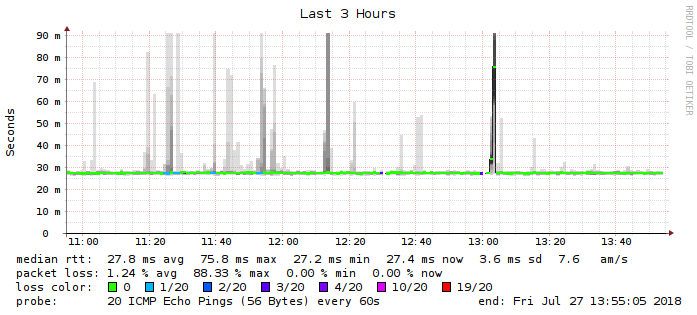 Last 3 Hours
RRDTOOL / TOBI OETIKER
Seconds
90 m
80 m
70 m
60 m
50 m
40 m
30 m
20 m
10 m
0
11:00 11:20 11:40 12:00 12:20 12:40 13:00 13:20 13:40
median rtt: 27.8 ms avg 75.8 ms max 27.2 ms min 27.4 ms now 3.6 ms sd 7.6 am/s
packet loss: 1.24 % avg 88.33 % max 0.00 % min 0.00 % now
loss color: 0 1/20 2/20 3/20 4/20 10/20 19/20
probe: 20 ICMP Echo Pings (56 Bytes) every 60s end: Fri Jul 27 13:55:05 2018